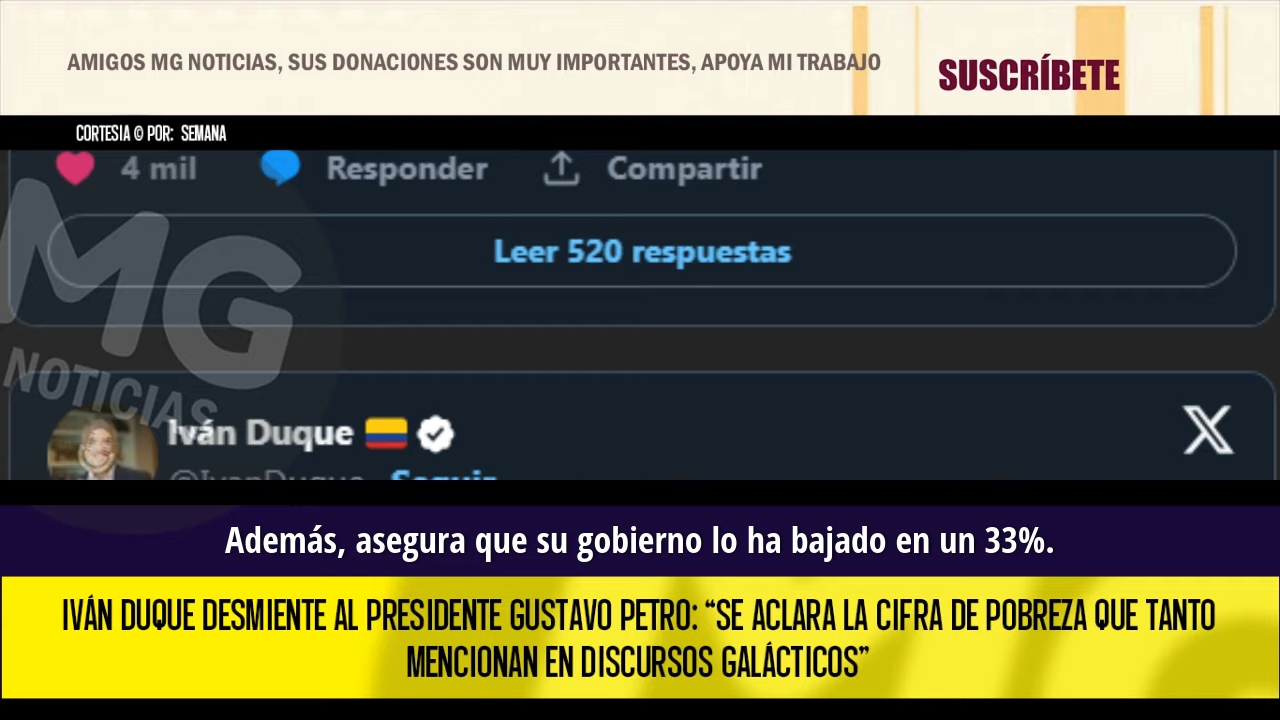 AMIGOS MG NOTICIAS, SUS DONACIONES SON MUY IMPORTANTES, APOYA MI TRABAJO
SUSCRÍBETE
CORTESIA © POR: SEMANA
4 mil Responder Compartir
Leer 520 respuestas
MG
NOTICIAS
Iván Duque
@IvanDuque Seguir
Además, asegura que su gobierno lo ha bajado en un 33%.
IVÁN DUQUE DESMIENTE AL PRESIDENTE GUSTAVO PETRO: “SE ACLARA LA CIFRA DE POBREZA QUE TANTO
MENCIONAN EN DISCURSOS GALÁCTICOS”